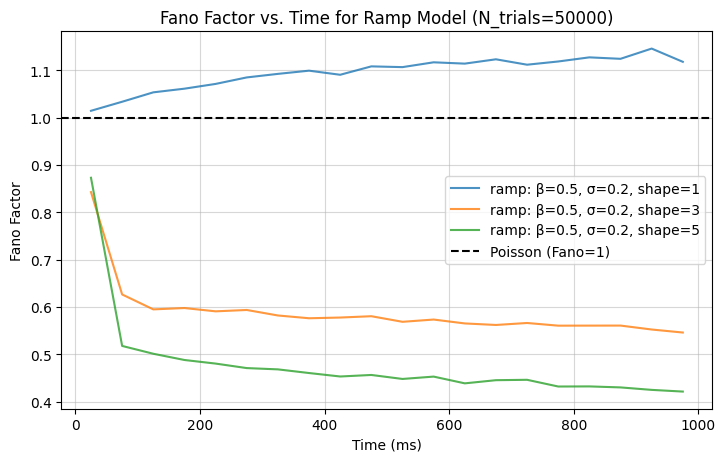 Fano Factor vs. Time for Ramp Model (N_trials=50000)
Fano Factor
1.1
1.0
0.9
0.8
0.7
0.6
0.5
0.4
ramp: β=0.5, σ=0.2, shape=1
ramp: β=0.5, σ=0.2, shape=3
ramp: β=0.5, σ=0.2, shape=5
Poisson (Fano=1)
0 200 400 600 800 1000
Time (ms)